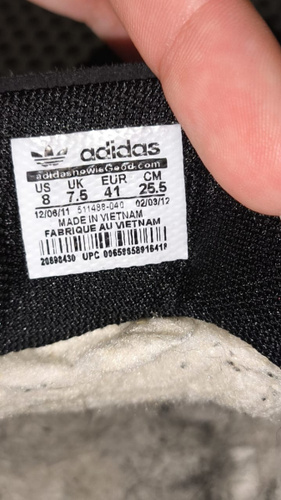 adidas
adidasnowisGood.com
US UK EUR CM
8 7.5 41 25.5
12/06/11 511488-040 02/03/12
MADE IN VIETNAM
FABRIQUE AU VIETNAM
20898430 UPC